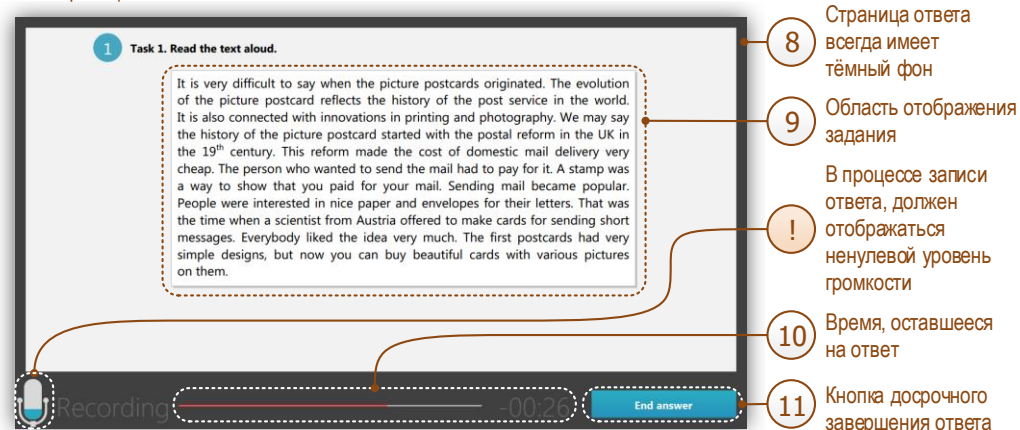 1 Task 1. Read the text aloud.
It is very difficult to say when the picture postcards originated. The evolution
of the picture postcard reflects the history of the post service in the world.
It is also connected with innovations in printing and photography. We may say
the history of the picture postcard started with the postal reform in the UK in
the 19th century. This reform made the cost of domestic mail delivery very
cheap. The person who wanted to send the mail had to pay for it. A stamp was
a way to show that you paid for your mail. Sending mail became popular.
People were interested in nice paper and envelopes for their letters. That was
the time when a scientist from Austria offered to make cards for sending short
messages. Everybody liked the idea very much. The first postcards had very
simple designs, but now you can buy beautiful cards with various pictures
on them.
Recording
-00:26
End answer
8
Страница ответа
всегда имеет
тёмный фон
9
Область отображения
задания
!
В процессе записи
ответа, должен
отображаться
ненулевой уровень
громкости
10
Время, оставшееся
на ответ
11
Кнопка досрочного
завершения ответа